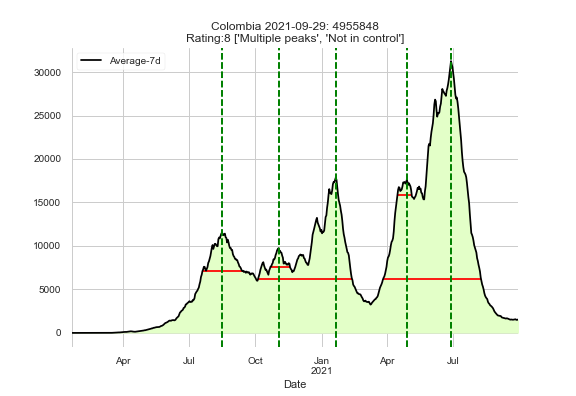 Colombia 2021-09-29: 4955848
Rating:8 ['Multiple peaks', 'Not in control']
Average-7d
30000
25000
20000
15000
10000
5000
0
Apr Jul Oct Jan Apr Jul
2021
Date